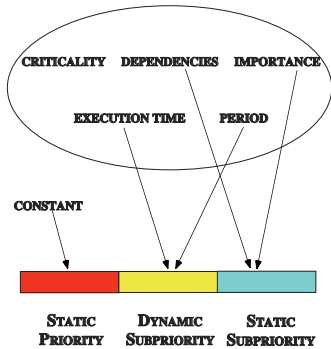 CRITICALITY DEPENDENCIES IMPORTANCE
EXECUTION TIME PERIOD
CONSTANT
STATIC PRIORITY
DYNAMIC SUBPRIORITY
STATIC SUBPRIORITY